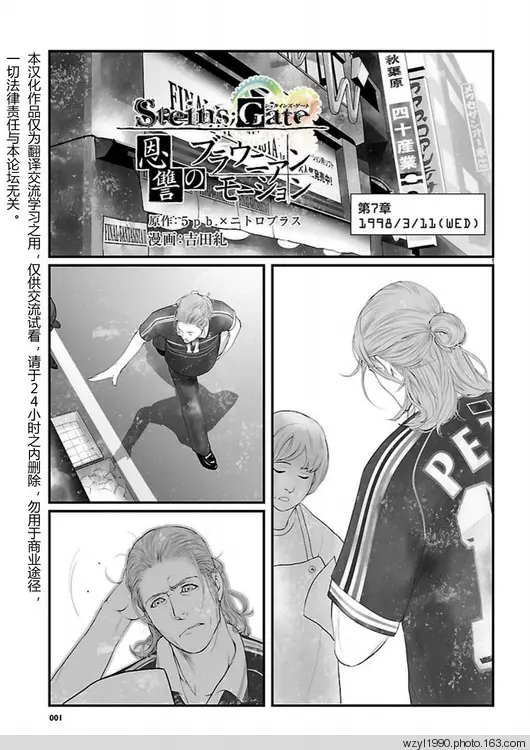 本汉化作品仅为翻译交流学习之用，仅供交流试看，请于24小时之内删除，勿用于商业途径，
一切法律责任与本论坛无关。
秋葉原
四十産業
Steins;Gate
シュタインズ・ゲート
恩讐の
ブラウニアン
モーション
原作:5pb.×ニトロプラス
漫画:吉田糺
FINAL FANTASY
第7章
1998/3/11(WED)
PE
001
wzyl1990.photo.163.com